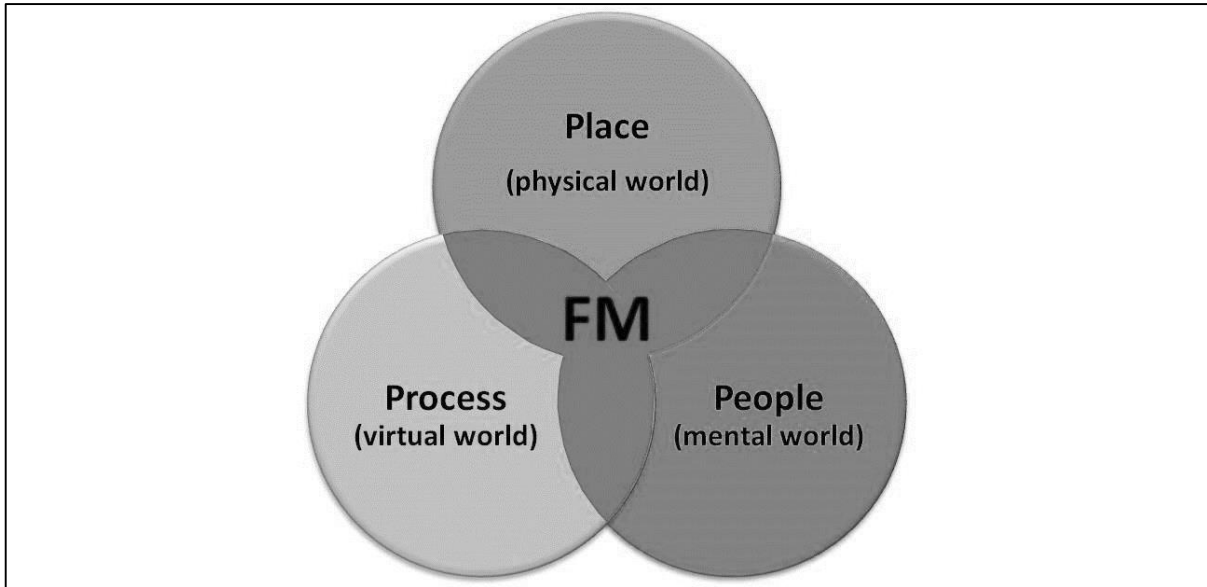 Place
(physical world)
FM
Process
(virtual world)
People
(mental world)